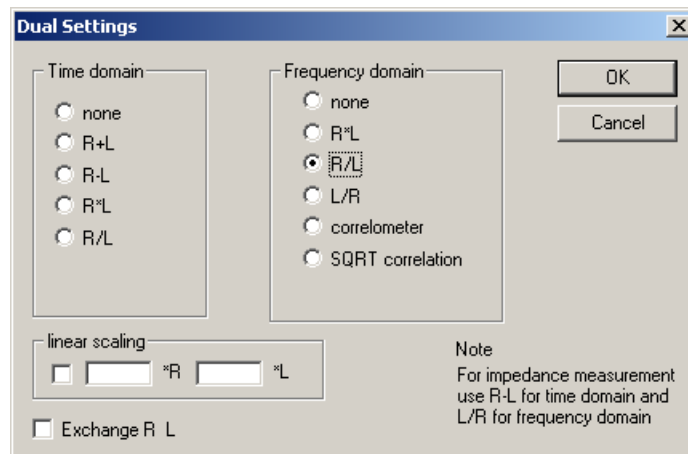 Dual Settings
Time domain
none
R+L
R-L
R*L
R/L
Frequency domain
none
R*L
R/L
L/R
correlometer
SQRT correlation
OK
Cancel
linear scaling
*R *L
Exchange R L
Note
For impedance measurement
use R-L for time domain and
L/R for frequency domain